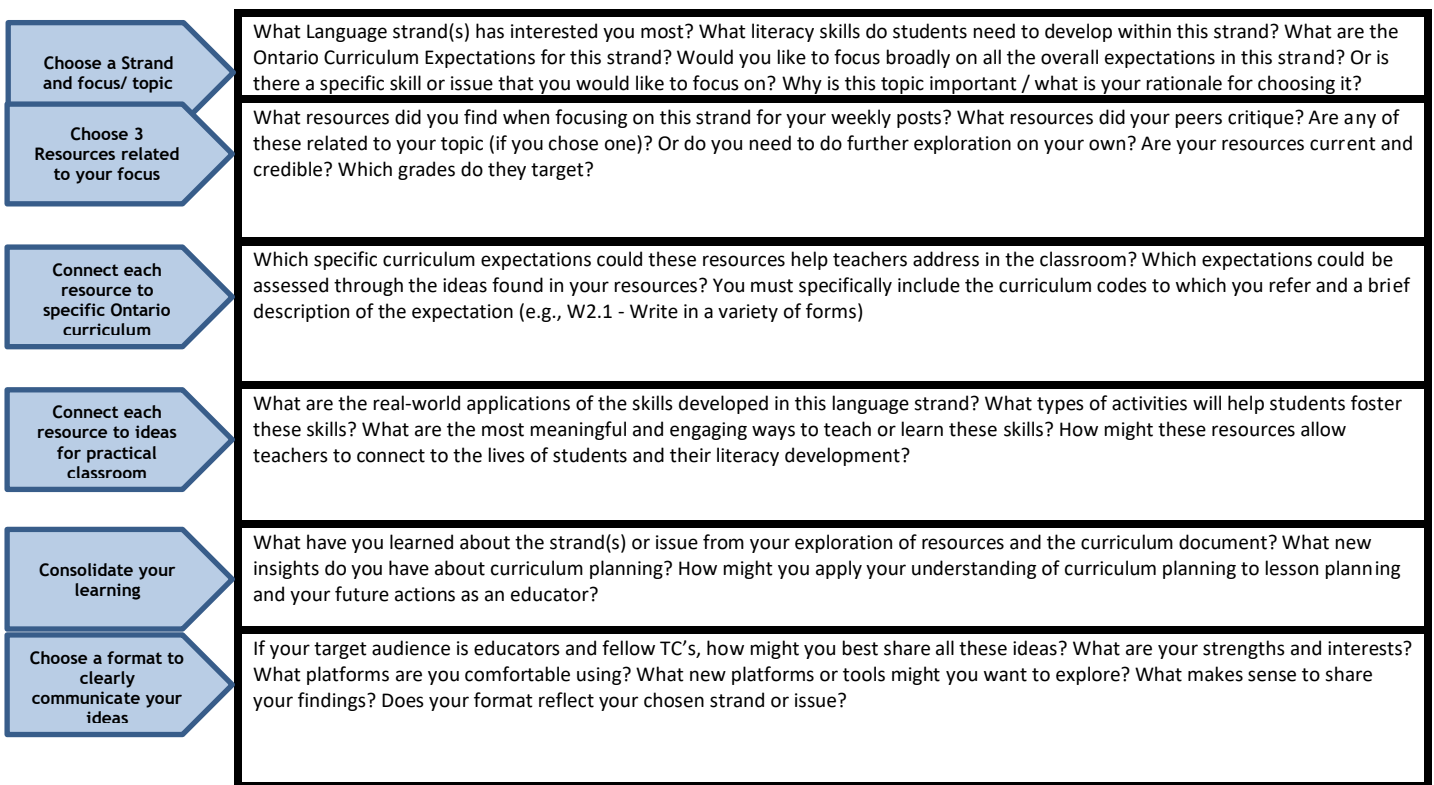 Choose a Strand
and focus/ topic
What Language strand(s) has interested you most? What literacy skills do students need to develop within this strand? What are the
Ontario Curriculum Expectations for this strand? Would you like to focus broadly on all the overall expectations in this strand? Or is
there a specific skill or issue that you would like to focus on? Why is this topic important / what is your rationale for choosing it?
Choose 3
Resources related
to your focus
What resources did you find when focusing on this strand for your weekly posts? What resources did your peers critique? Are any of
these related to your topic (if you chose one)? Or do you need to do further exploration on your own? Are your resources current and
credible? Which grades do they target?
Connect each
resource to
specific Ontario
curriculum
Which specific curriculum expectations could these resources help teachers address in the classroom? Which expectations could be
assessed through the ideas found in your resources? You must specifically include the curriculum codes to which you refer and a brief
description of the expectation (e.g., W2.1 - Write in a variety of forms)
Connect each
resource to ideas
for practical
classroom
What are the real-world applications of the skills developed in this language strand? What types of activities will help students foster
these skills? What are the most meaningful and engaging ways to teach or learn these skills? How might these resources allow
teachers to connect to the lives of students and their literacy development?
Consolidate your
learning
What have you learned about the strand(s) or issue from your exploration of resources and the curriculum document? What new
insights do you have about curriculum planning? How might you apply your understanding of curriculum planning to lesson planning
and your future actions as an educator?
Choose a format to
clearly
communicate your
ideas
If your target audience is educators and fellow TC's, how might you best share all these ideas? What are your strengths and interests?
What platforms are you comfortable using? What new platforms or tools might you want to explore? What makes sense to share
your findings? Does your format reflect your chosen strand or issue?